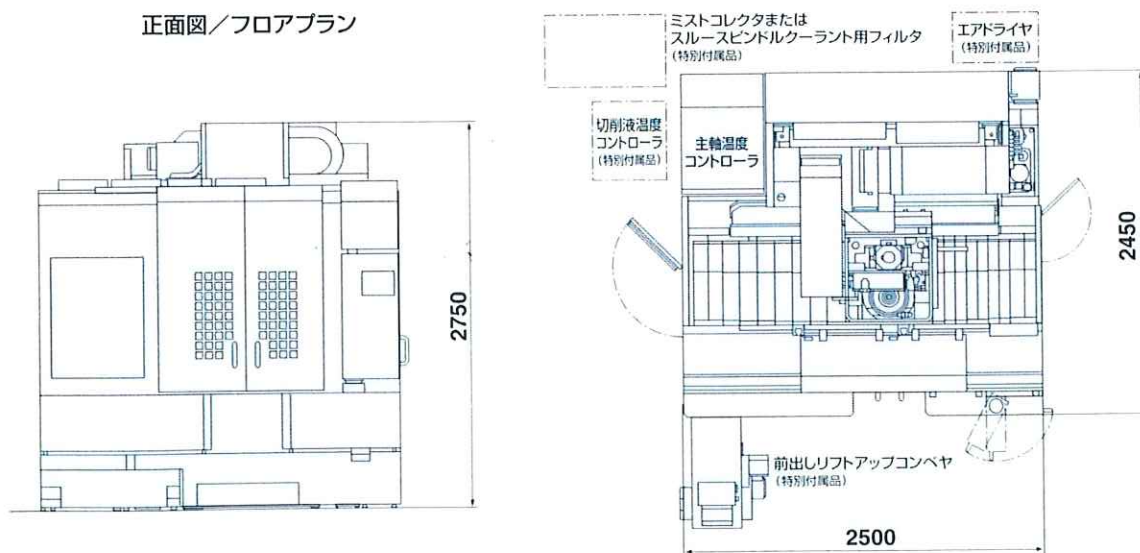 正面図／フロアプラン
ミストコレクタまたは
スルースピンドルクーラント用フィルタ
(特別付属品)
エアドライヤ
(特別付属品)
切削液温度
コントローラ
(特別付属品)
主軸温度
コントローラ
2750
2450
前出しリフトアップコンベヤ
(特別付属品)
2500